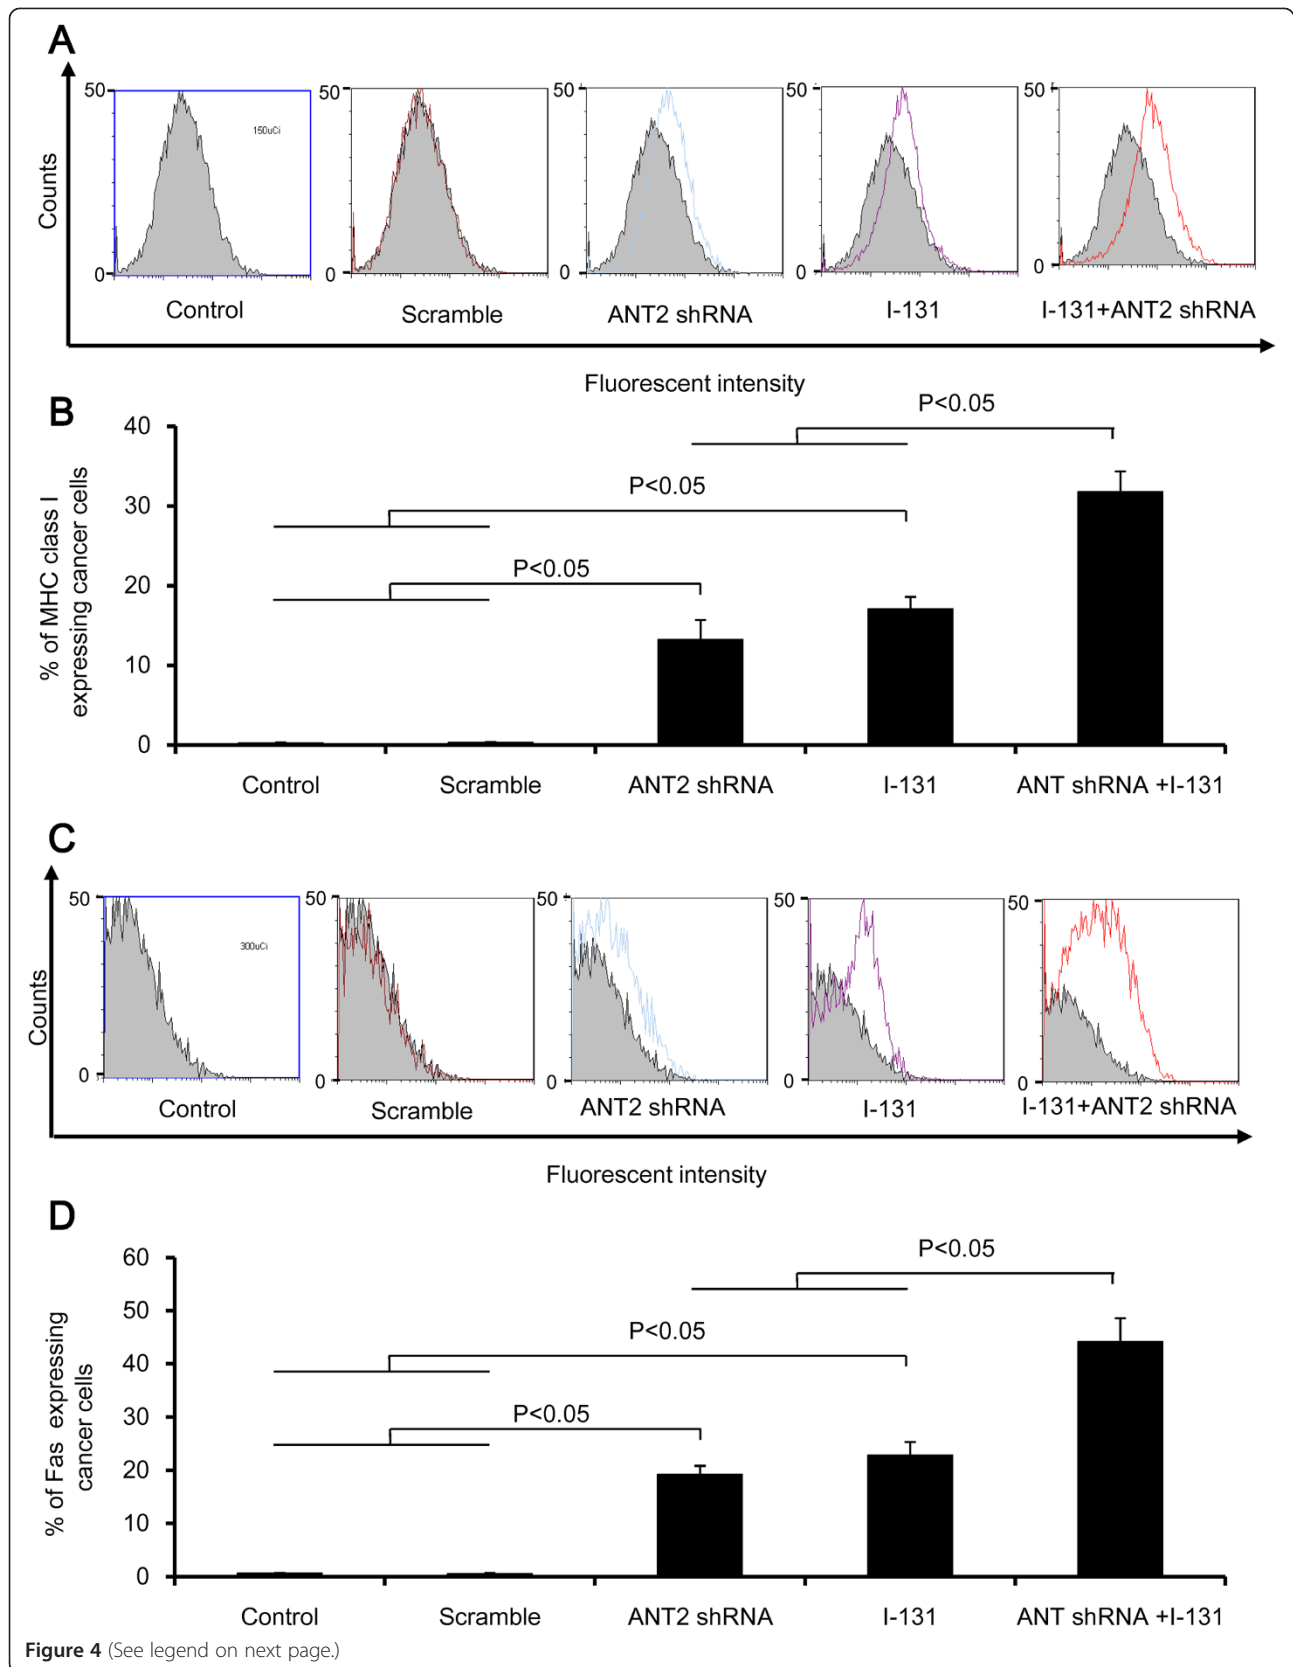 A
50
50
50
50
50
150uCi
Counts
0
0
0
0
0
Control
Scramble
ANT2 shRNA
I-131
I-131+ANT2 shRNA
Fluorescent intensity
B
P<0.05
40
P<0.05
30
P<0.05
20
10
0
% of MHC class I
expressing cancer cells
Control
Scramble
ANT2 shRNA
I-131
ANT shRNA +I-131
C
50
50
50
50
50
300uCi
Counts
0
0
0
0
0
Control
Scramble
ANT2 shRNA
I-131
I-131+ANT2 shRNA
Fluorescent intensity
D
60
P<0.05
50
P<0.05
40
30
P<0.05
20
10
0
% of Fas expressing
cancer cells
Control
Scramble
ANT2 shRNA
I-131
ANT shRNA +I-131
Figure 4 (See legend on next page.)